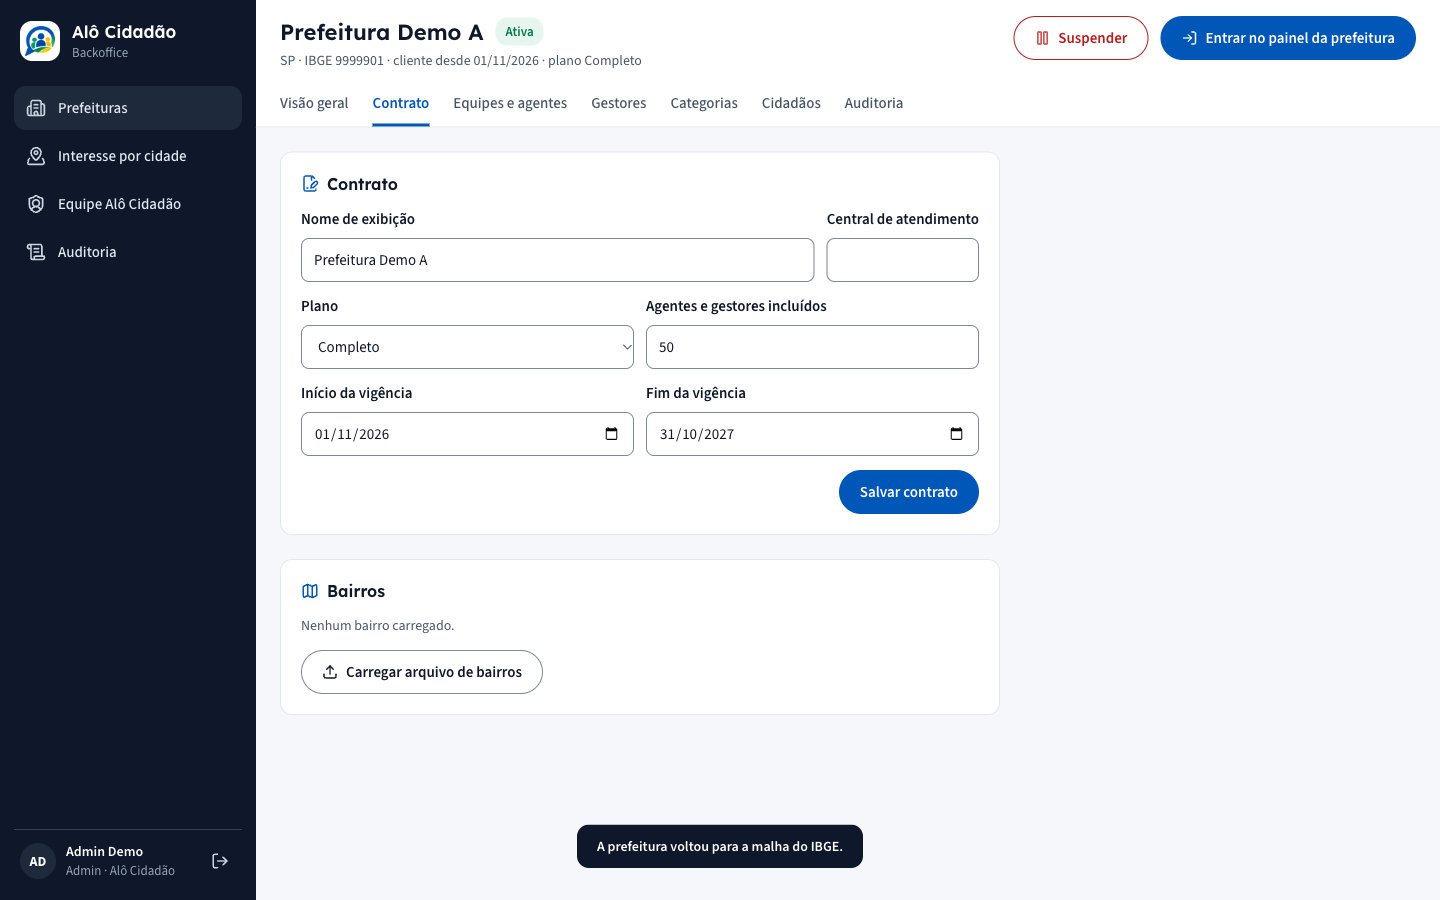 Alô Cidadão
Backoffice
Prefeituras
Interesse por cidade
Equipe Alô Cidadão
Auditoria
AD
Admin Demo
Admin · Alô Cidadão
Prefeitura Demo A
Ativa
SP · IBGE 9999901 · cliente desde 01/11/2026 · plano Completo
Suspender
Entrar no painel da prefeitura
Visão geral
Contrato
Equipes e agentes
Gestores
Categorias
Cidadãos
Auditoria
Contrato
Nome de exibição
Central de atendimento
Prefeitura Demo A
Plano
Agentes e gestores incluídos
Completo
50
Início da vigência
Fim da vigência
01/11/2026
31/10/2027
Salvar contrato
Bairros
Nenhum bairro carregado.
Carregar arquivo de bairros
A prefeitura voltou para a malha do IBGE.